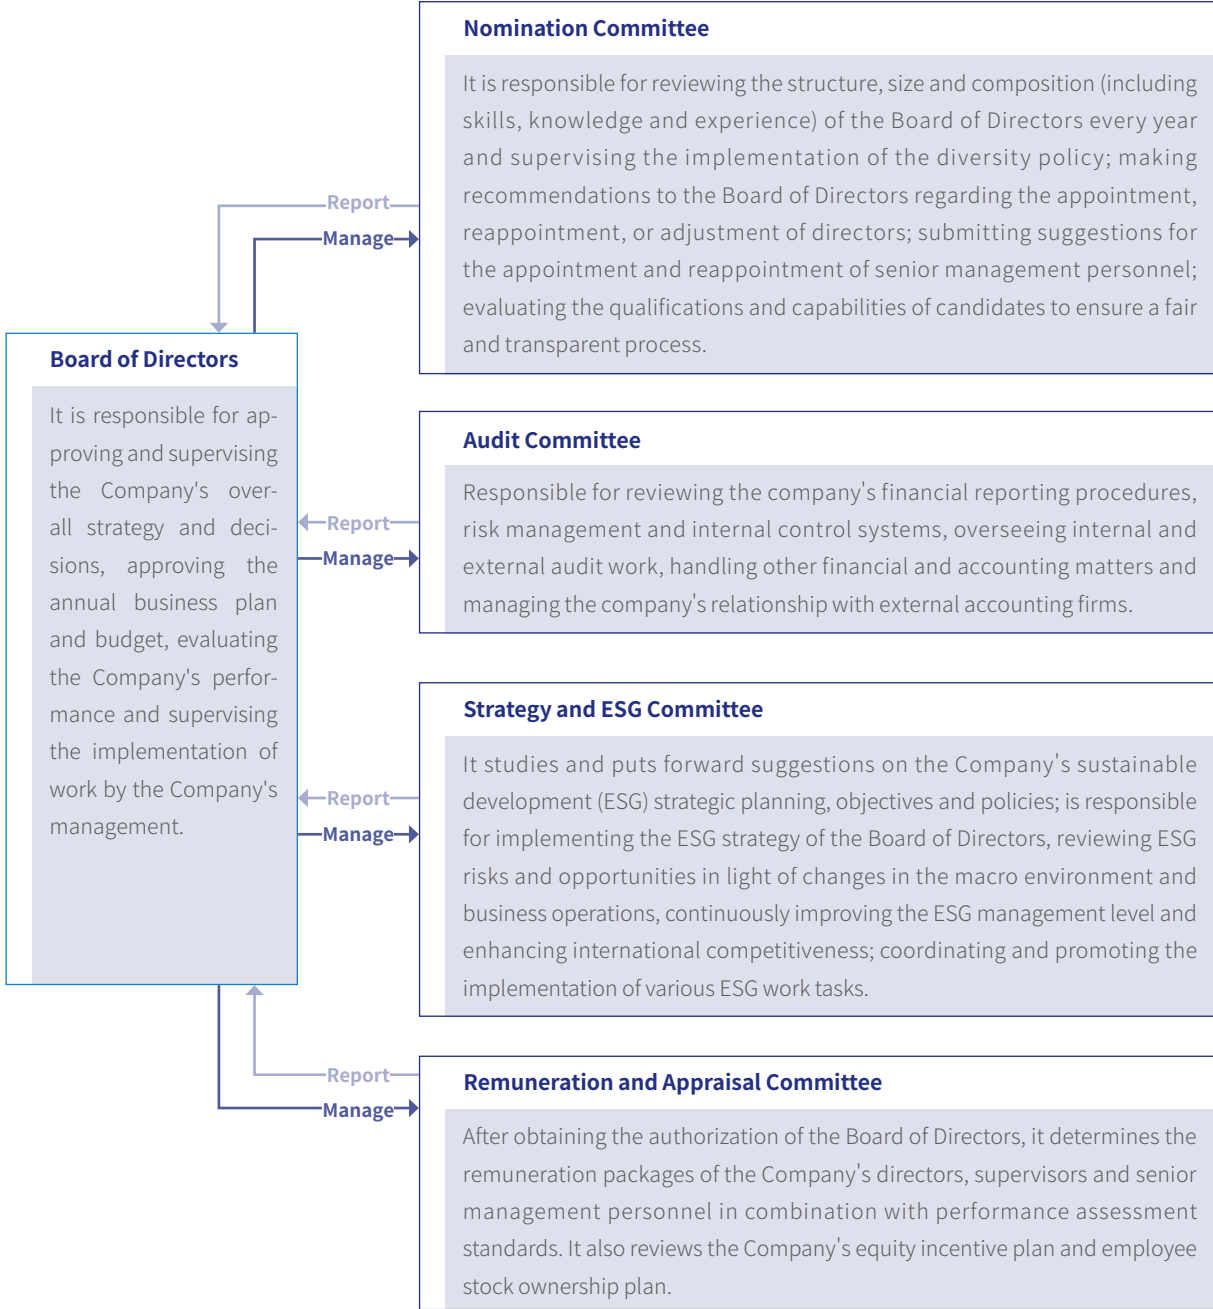 Nomination Committee
It is responsible for reviewing the structure, size and composition (including
skills, knowledge and experience) of the Board of Directors every year
and supervising the implementation of the diversity policy; making
recommendations to the Board of Directors regarding the appointment,
reappointment, or adjustment of directors; submitting suggestions for
the appointment and reappointment of senior management personnel;
evaluating the qualifications and capabilities of candidates to ensure a fair
and transparent process.
Report
Manage
Board of Directors
It is responsible for ap-
proving and supervising
the Company's over-
all strategy and deci-
sions, approving the
annual business plan
and budget, evaluating
the Company's perfor-
mance and supervising
the implementation of
work by the Company's
management.
Audit Committee
Responsible for reviewing the company's financial reporting procedures,
risk management and internal control systems, overseeing internal and
external audit work, handling other financial and accounting matters and
managing the company's relationship with external accounting firms.
Report
Manage
Strategy and ESG Committee
It studies and puts forward suggestions on the Company's sustainable
development (ESG) strategic planning, objectives and policies; is responsible
for implementing the ESG strategy of the Board of Directors, reviewing ESG
risks and opportunities in light of changes in the macro environment and
business operations, continuously improving the ESG management level and
enhancing international competitiveness; coordinating and promoting the
implementation of various ESG work tasks.
Report
Manage
Remuneration and Appraisal Committee
After obtaining the authorization of the Board of Directors, it determines the
remuneration packages of the Company's directors, supervisors and senior
management personnel in combination with performance assessment
standards. It also reviews the Company's equity incentive plan and employee
stock ownership plan.
Report
Manage